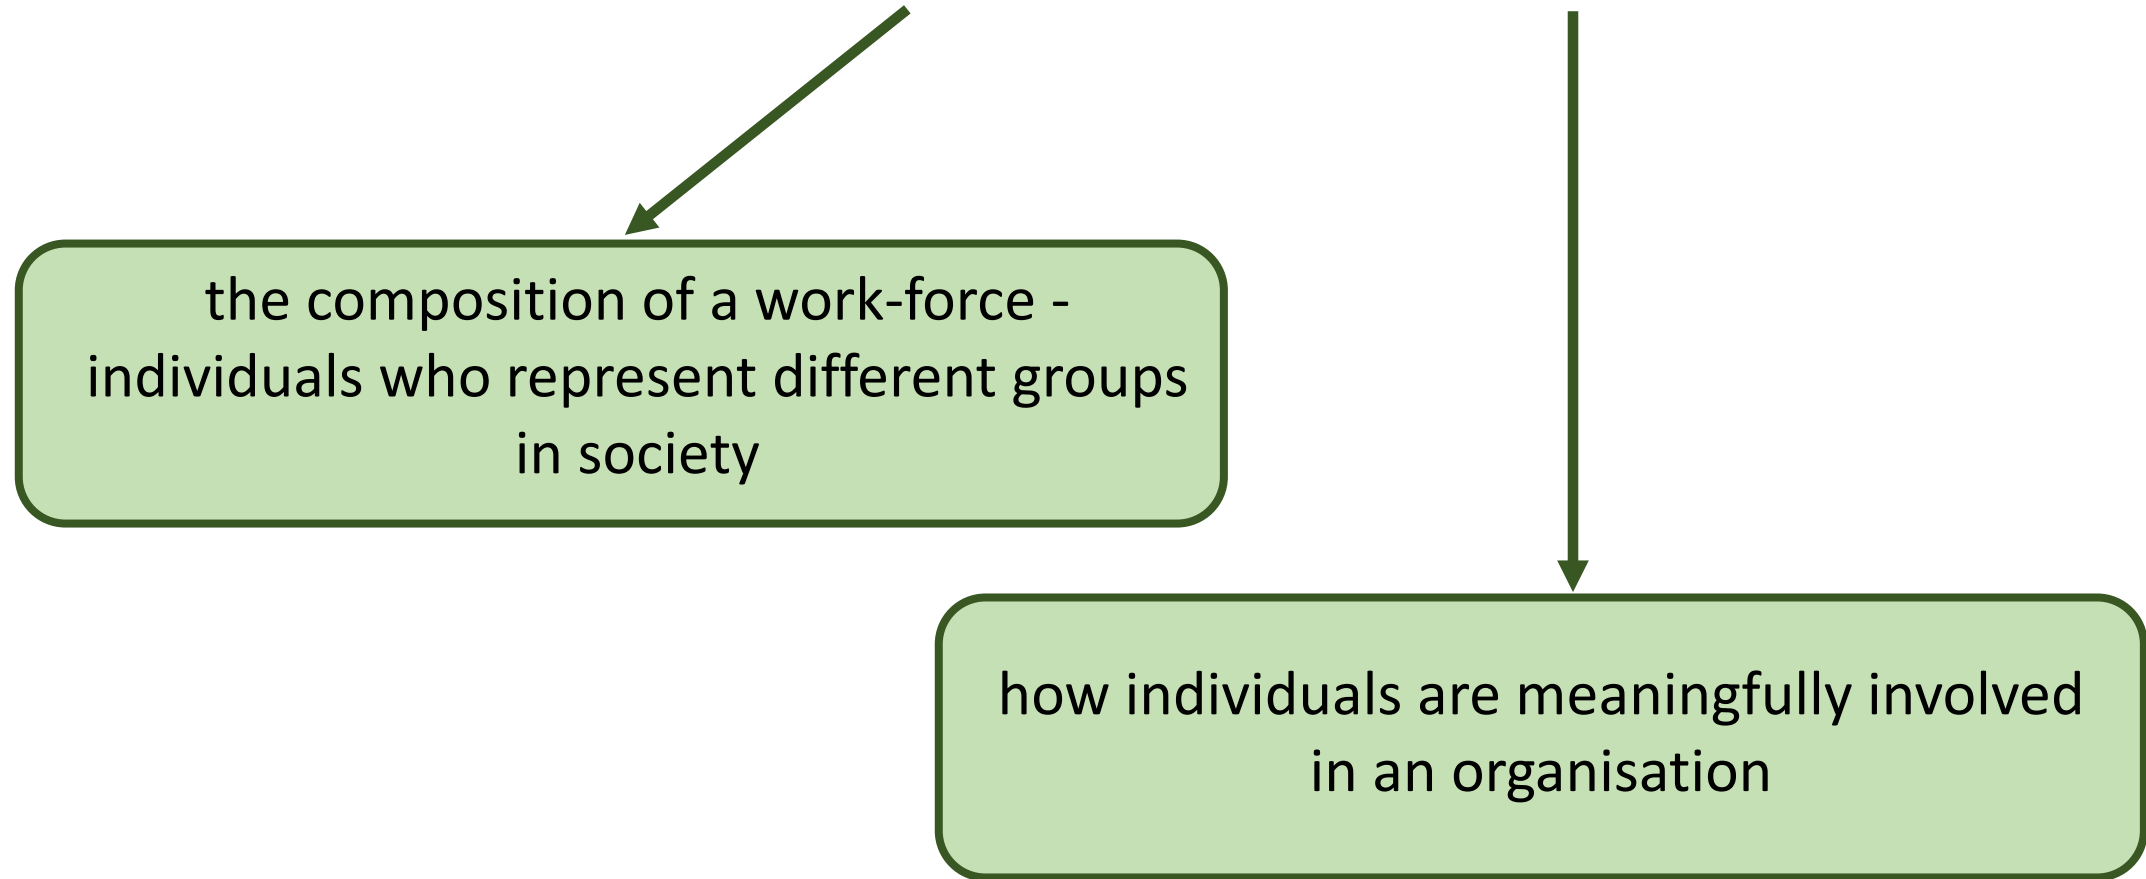 the composition of a work-force -
individuals who represent different groups
in society
how individuals are meaningfully involved
in an organisation